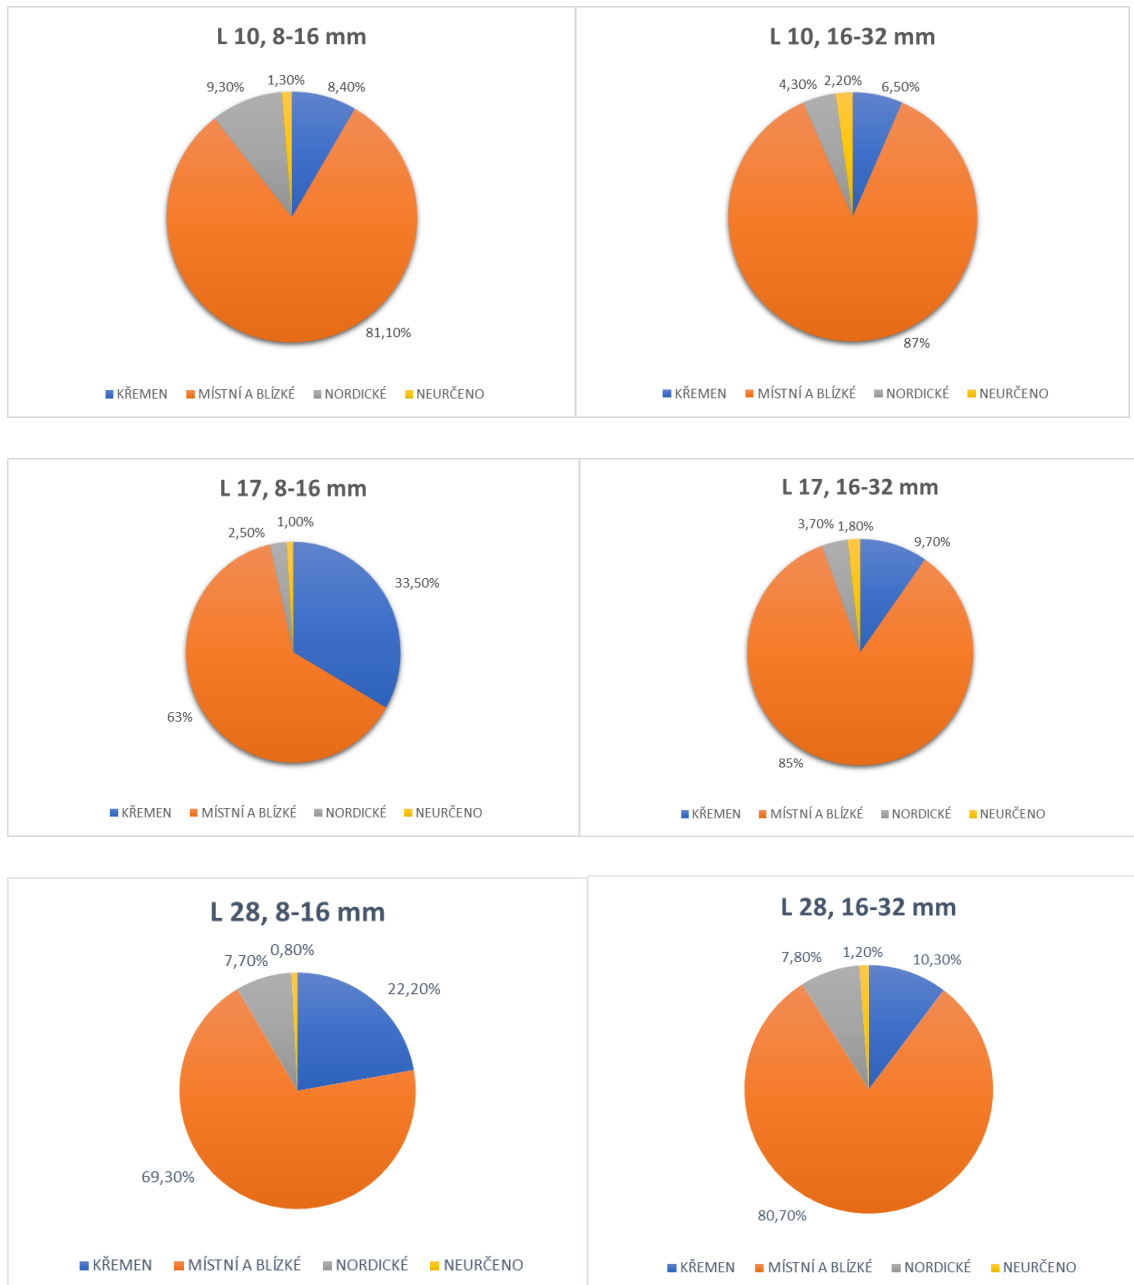 L 10, 8-16 mm
9,30% 1,30% 8,40%
81,10%
KŘEMEN MÍSTNÍ A BLÍZKÉ NORDICKÉ NEURČENO
L 10, 16-32 mm
4,30% 2,20% 6,50%
87%
KŘEMEN MÍSTNÍ A BLÍZKÉ NORDICKÉ NEURČENO
L 17, 8-16 mm
2,50% 1,00%
33,50%
63%
KŘEMEN MÍSTNÍ A BLÍZKÉ NORDICKÉ NEURČENO
L 17, 16-32 mm
3,70% 1,80% 9,70%
85%
KŘEMEN MÍSTNÍ A BLÍZKÉ NORDICKÉ NEURČENO
L 28, 8-16 mm
7,70% 0,80%
22,20%
69,30%
KŘEMEN MÍSTNÍ A BLÍZKÉ NORDICKÉ NEURČENO
L 28, 16-32 mm
7,80% 1,20% 10,30%
80,70%
KŘEMEN MÍSTNÍ A BLÍZKÉ NORDICKÉ NEURČENO